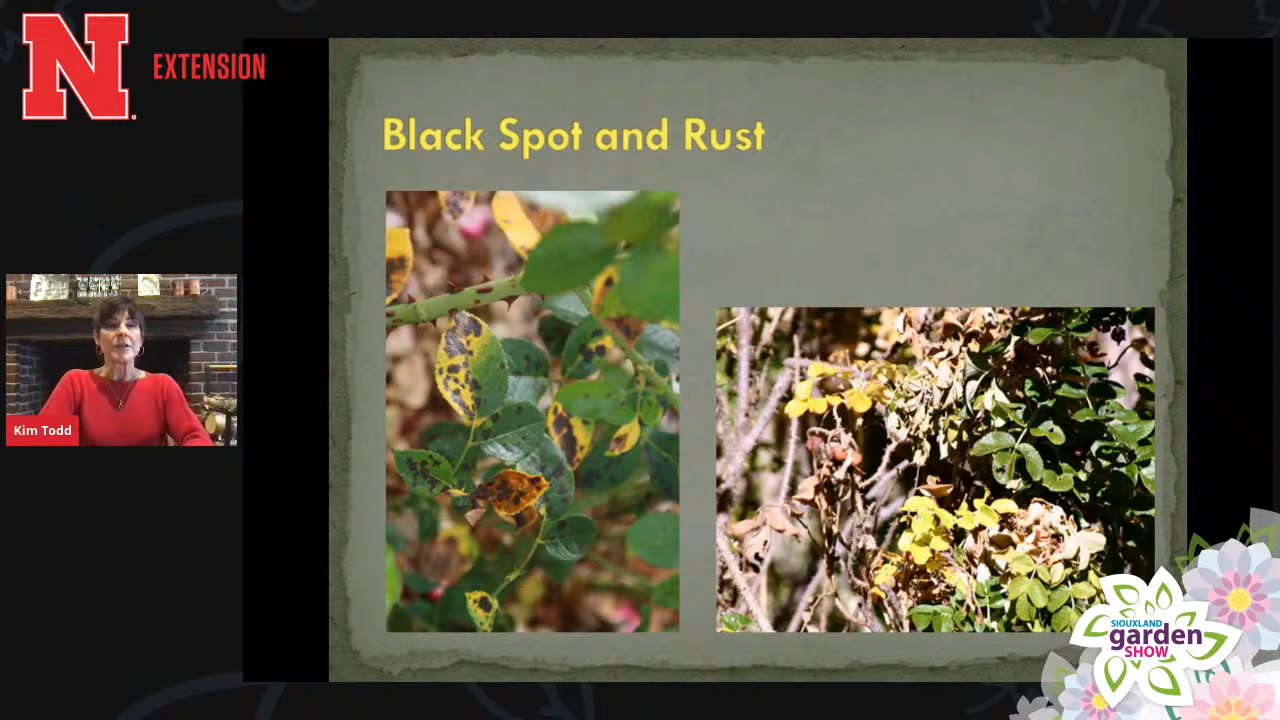 N
EXTENSION
Black Spot and Rust
Kim Todd
SIOUXLAND
garden
SHOW